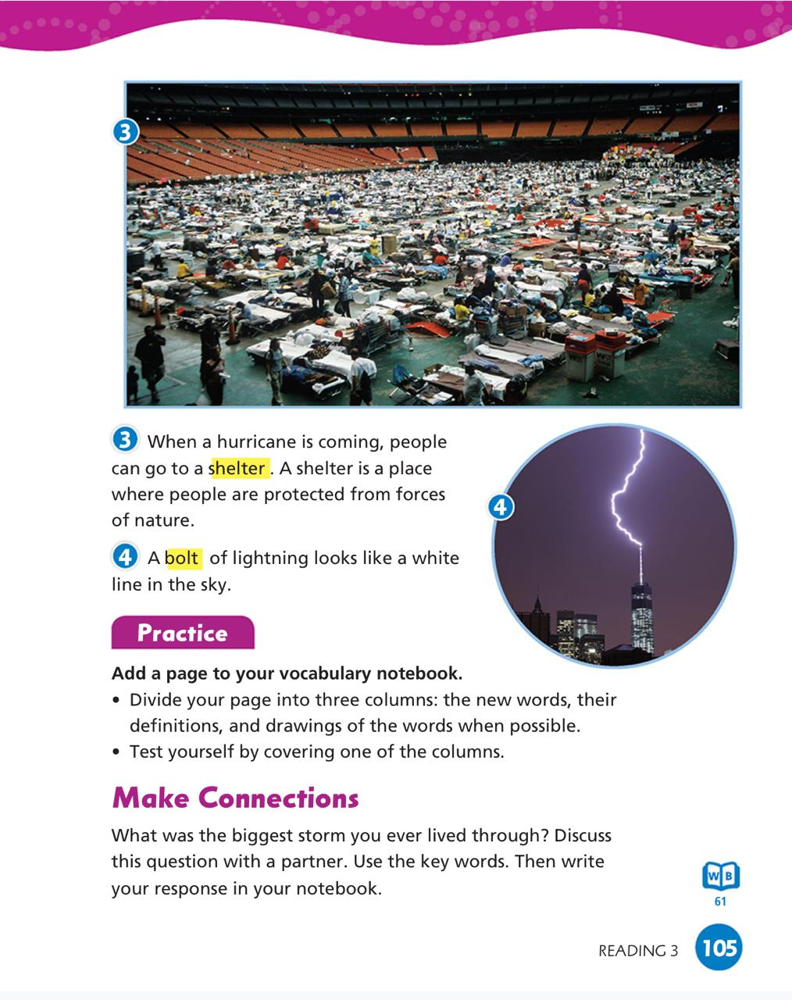 3
3 When a hurricane is coming, people
can go to a shelter . A shelter is a place
where people are protected from forces
of nature.
4
4 A bolt of lightning looks like a white
line in the sky.
Practice
Add a page to your vocabulary notebook.
• Divide your page into three columns: the new words, their
definitions, and drawings of the words when possible.
• Test yourself by covering one of the columns.
Make Connections
What was the biggest storm you ever lived through? Discuss
this question with a partner. Use the key words. Then write
your response in your notebook.
W B
61
READING 3 105